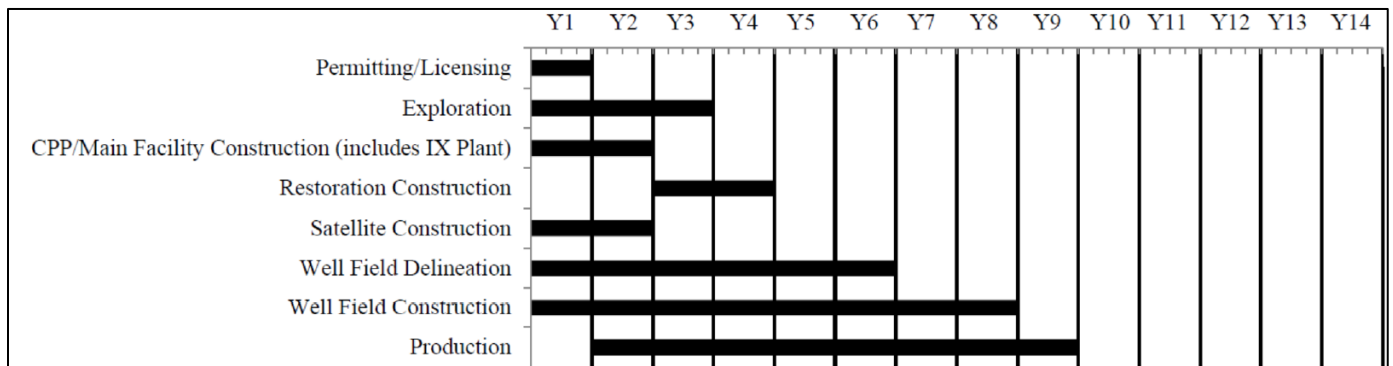 Y1 Y2 Y3 Y4 Y5 Y6 Y7 Y8 Y9 Y10 Y11 Y12 Y13 Y14
Permitting/Licensing
Exploration
CPP/Main Facility Construction (includes IX Plant)
Restoration Construction
Satellite Construction
Well Field Delineation
Well Field Construction
Production